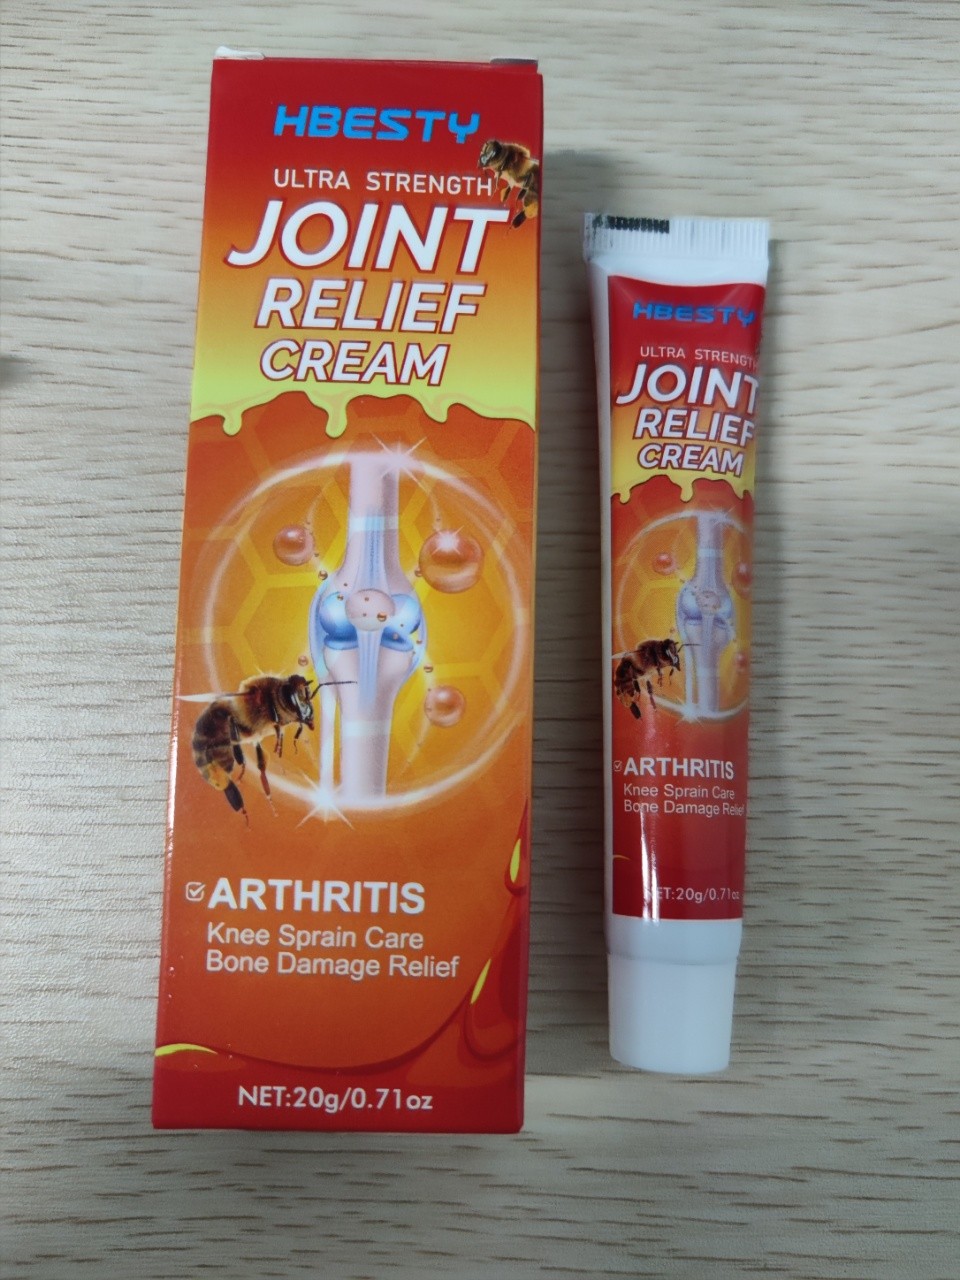 HBESTY
ULTRA STRENGTH
JOINT
RELIEF
CREAM
ARTHRITIS
Knee Sprain Care
Bone Damage Relief
NET:20g/0.71oz
HBESTY
ULTRA STRENGTH
JOINT
RELIEF
CREAM
ARTHRITIS
Knee Sprain Care
Bone Damage Relief
NET:20g/0.71oz